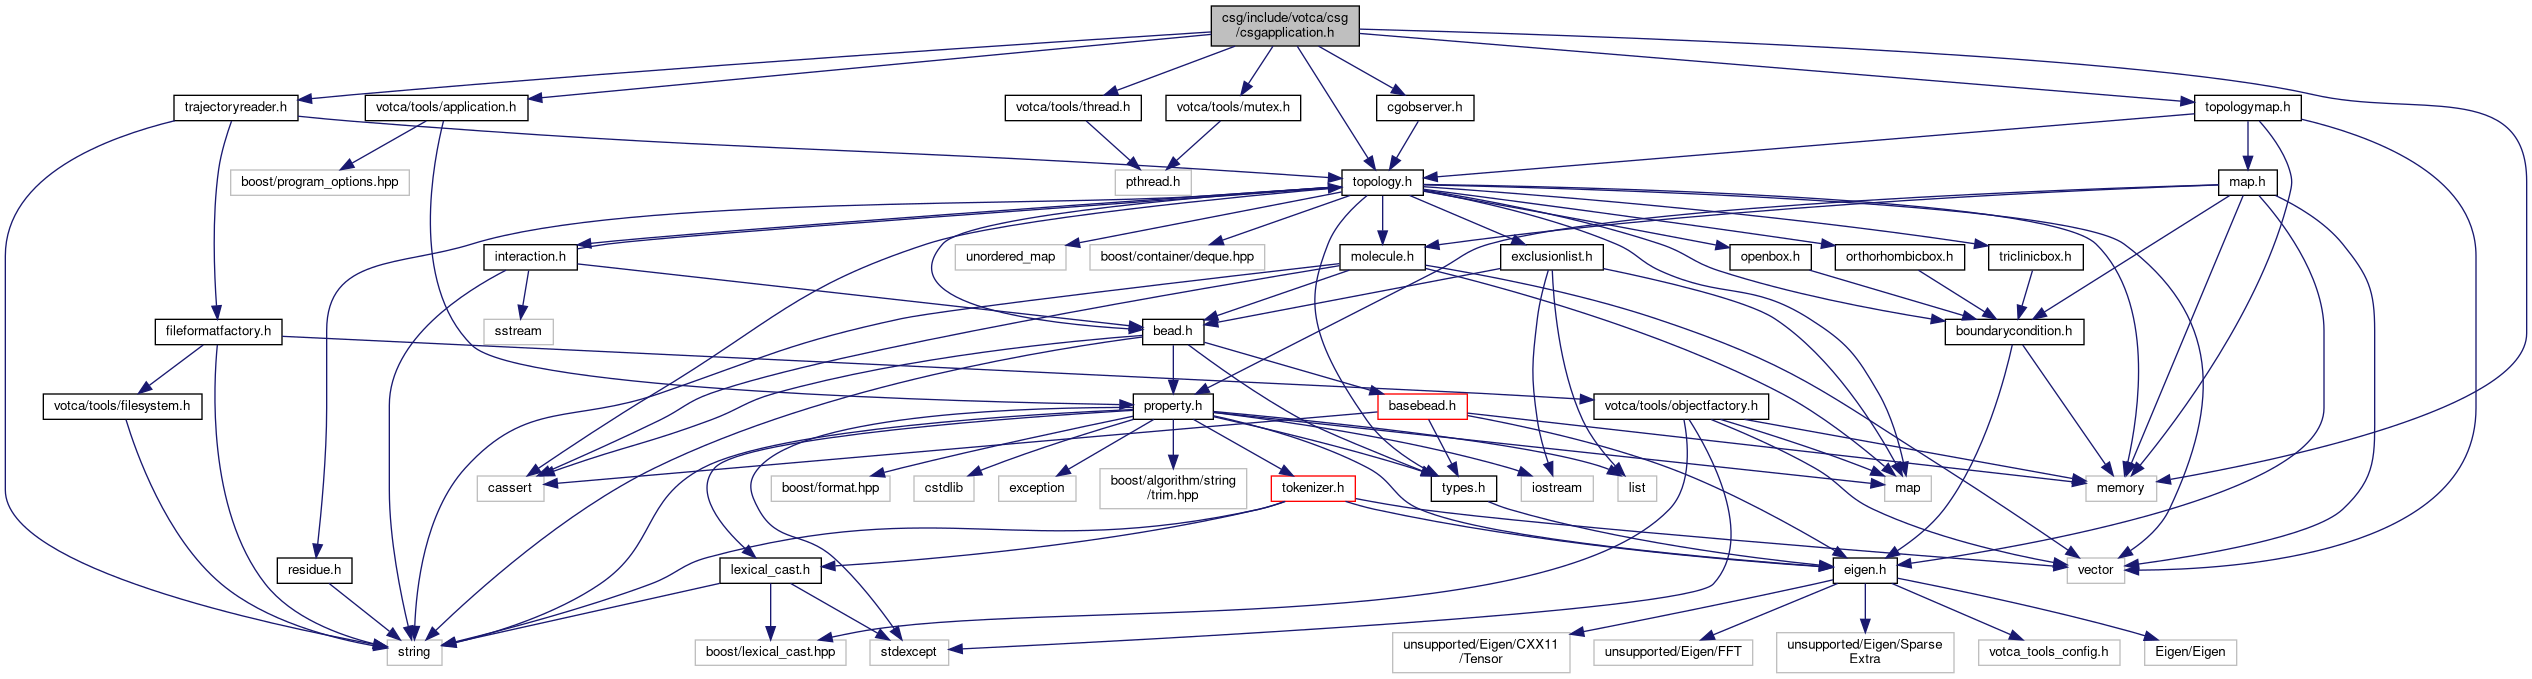 csg/include/votca/csg
/csgapplication.h
trajectoryreader.h
votca/tools/application.h
votca/tools/thread.h
votca/tools/mutex.h
cgobserver.h
topologymap.h
boost/program_options.hpp
pthread.h
topology.h
map.h
interaction.h
unordered_map
boost/container/deque.hpp
molecule.h
exclusionlist.h
openbox.h
orthorhombicbox.h
triclinicbox.h
fileformatfactory.h
sstream
bead.h
boundarycondition.h
votca/tools/filesystem.h
property.h
basebead.h
votca/tools/objectfactory.h
cassert
boost/format.hpp
cstdlib
exception
boost/algorithm/string
/trim.hpp
tokenizer.h
types.h
iostream
list
map
memory
residue.h
lexical_cast.h
eigen.h
vector
string
boost/lexical_cast.hpp
stdexcept
unsupported/Eigen/CXX11
/Tensor
unsupported/Eigen/FFT
unsupported/Eigen/Sparse
Extra
votca_tools_config.h
Eigen/Eigen